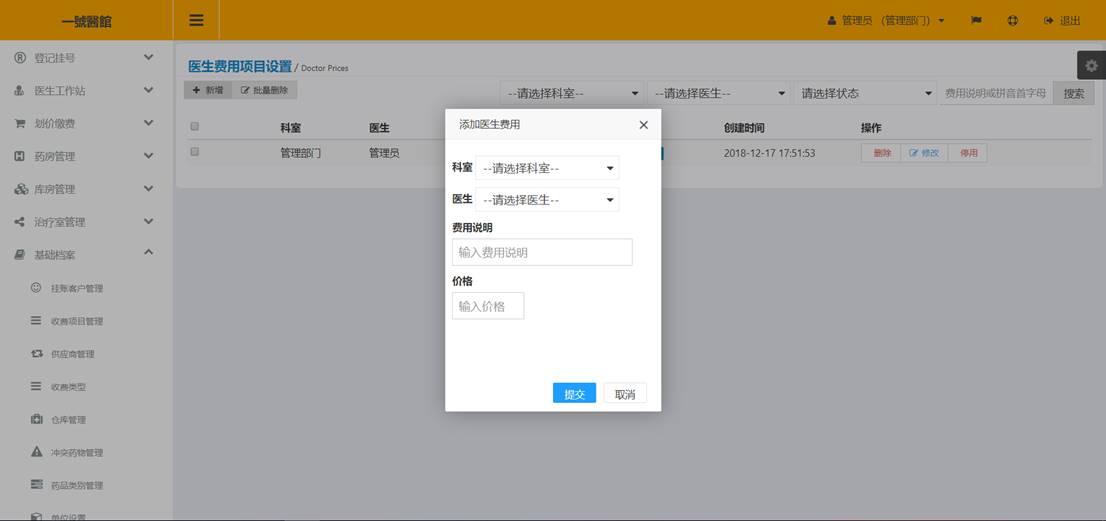 一號醫館
管理员 （管理部门）
退出
登记挂号
医生工作站
划价缴费
药房管理
库房管理
治疗室管理
基础档案
挂账客户管理
收费项目管理
供应商管理
收费类型
仓库管理
冲突药物管理
药品类别管理
单位设置
医生费用项目设置 / Doctor Prices
新增 批量删除
--请选择科室-- --请选择医生-- 请选择状态 费用说明或拼音首字母 搜索
科室 医生 创建时间 操作
管理部门 管理员 2018-12-17 17:51:53 删除 修改 停用
添加医生费用
科室 --请选择科室--
医生 --请选择医生--
费用说明
输入费用说明
价格
输入价格
提交 取消